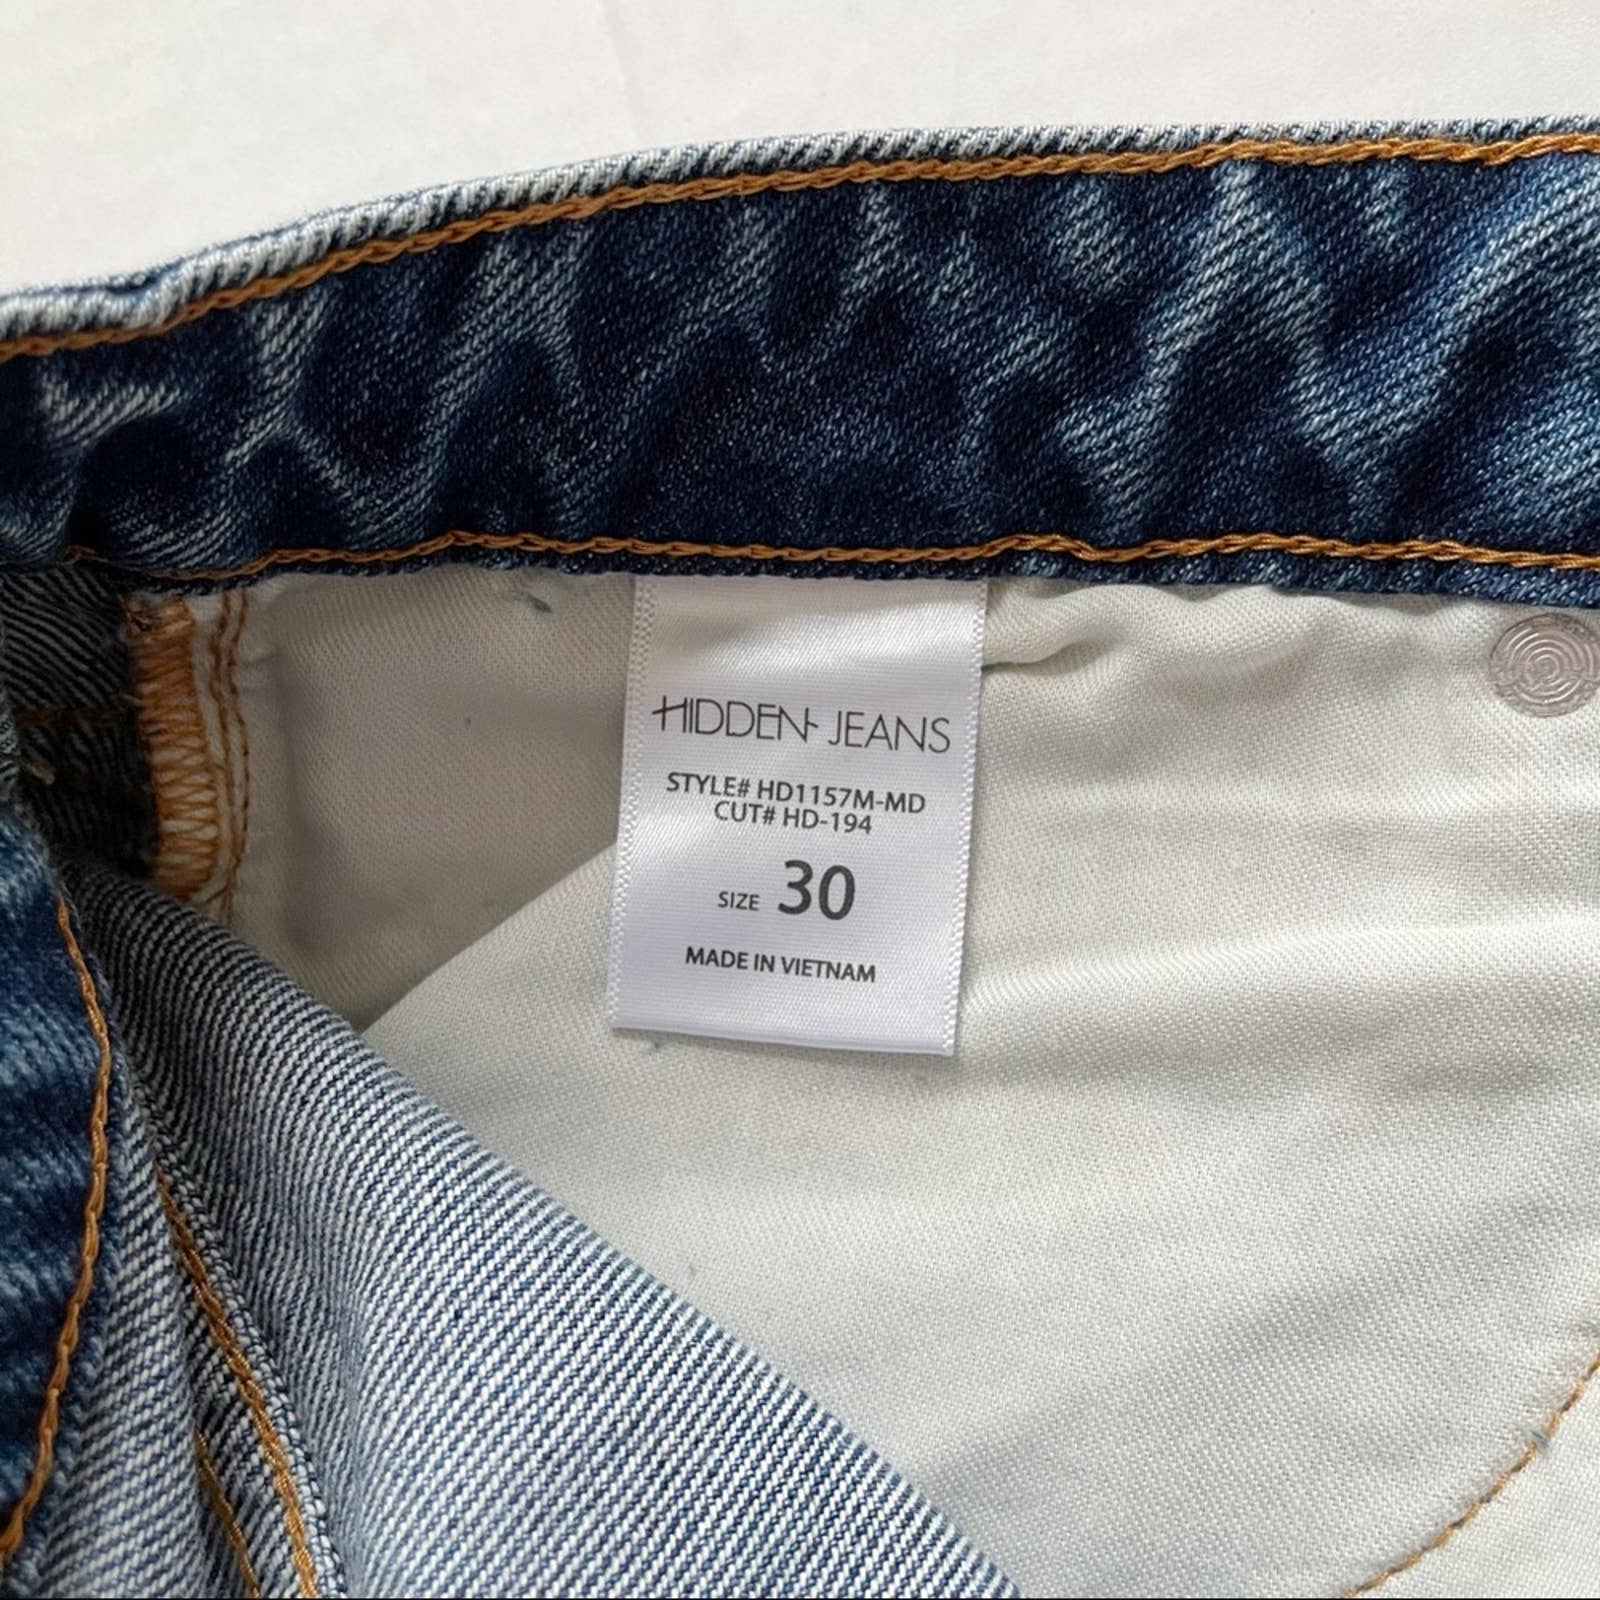 HIDDEN JEANS
STYLE# HD1157M-MD
CUT# HD-194
SIZE 30
MADE IN VIETNAM